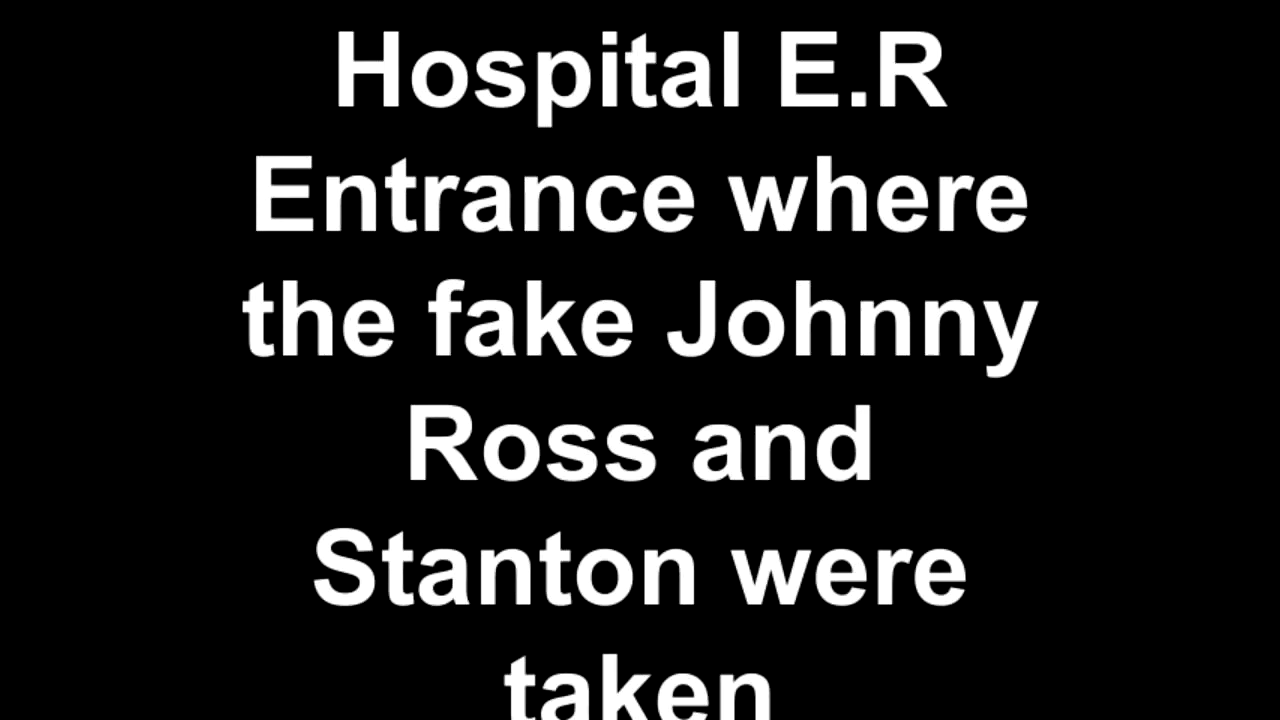 Hospital E.R
Entrance where
the fake Johnny
Ross and
Stanton were
taken